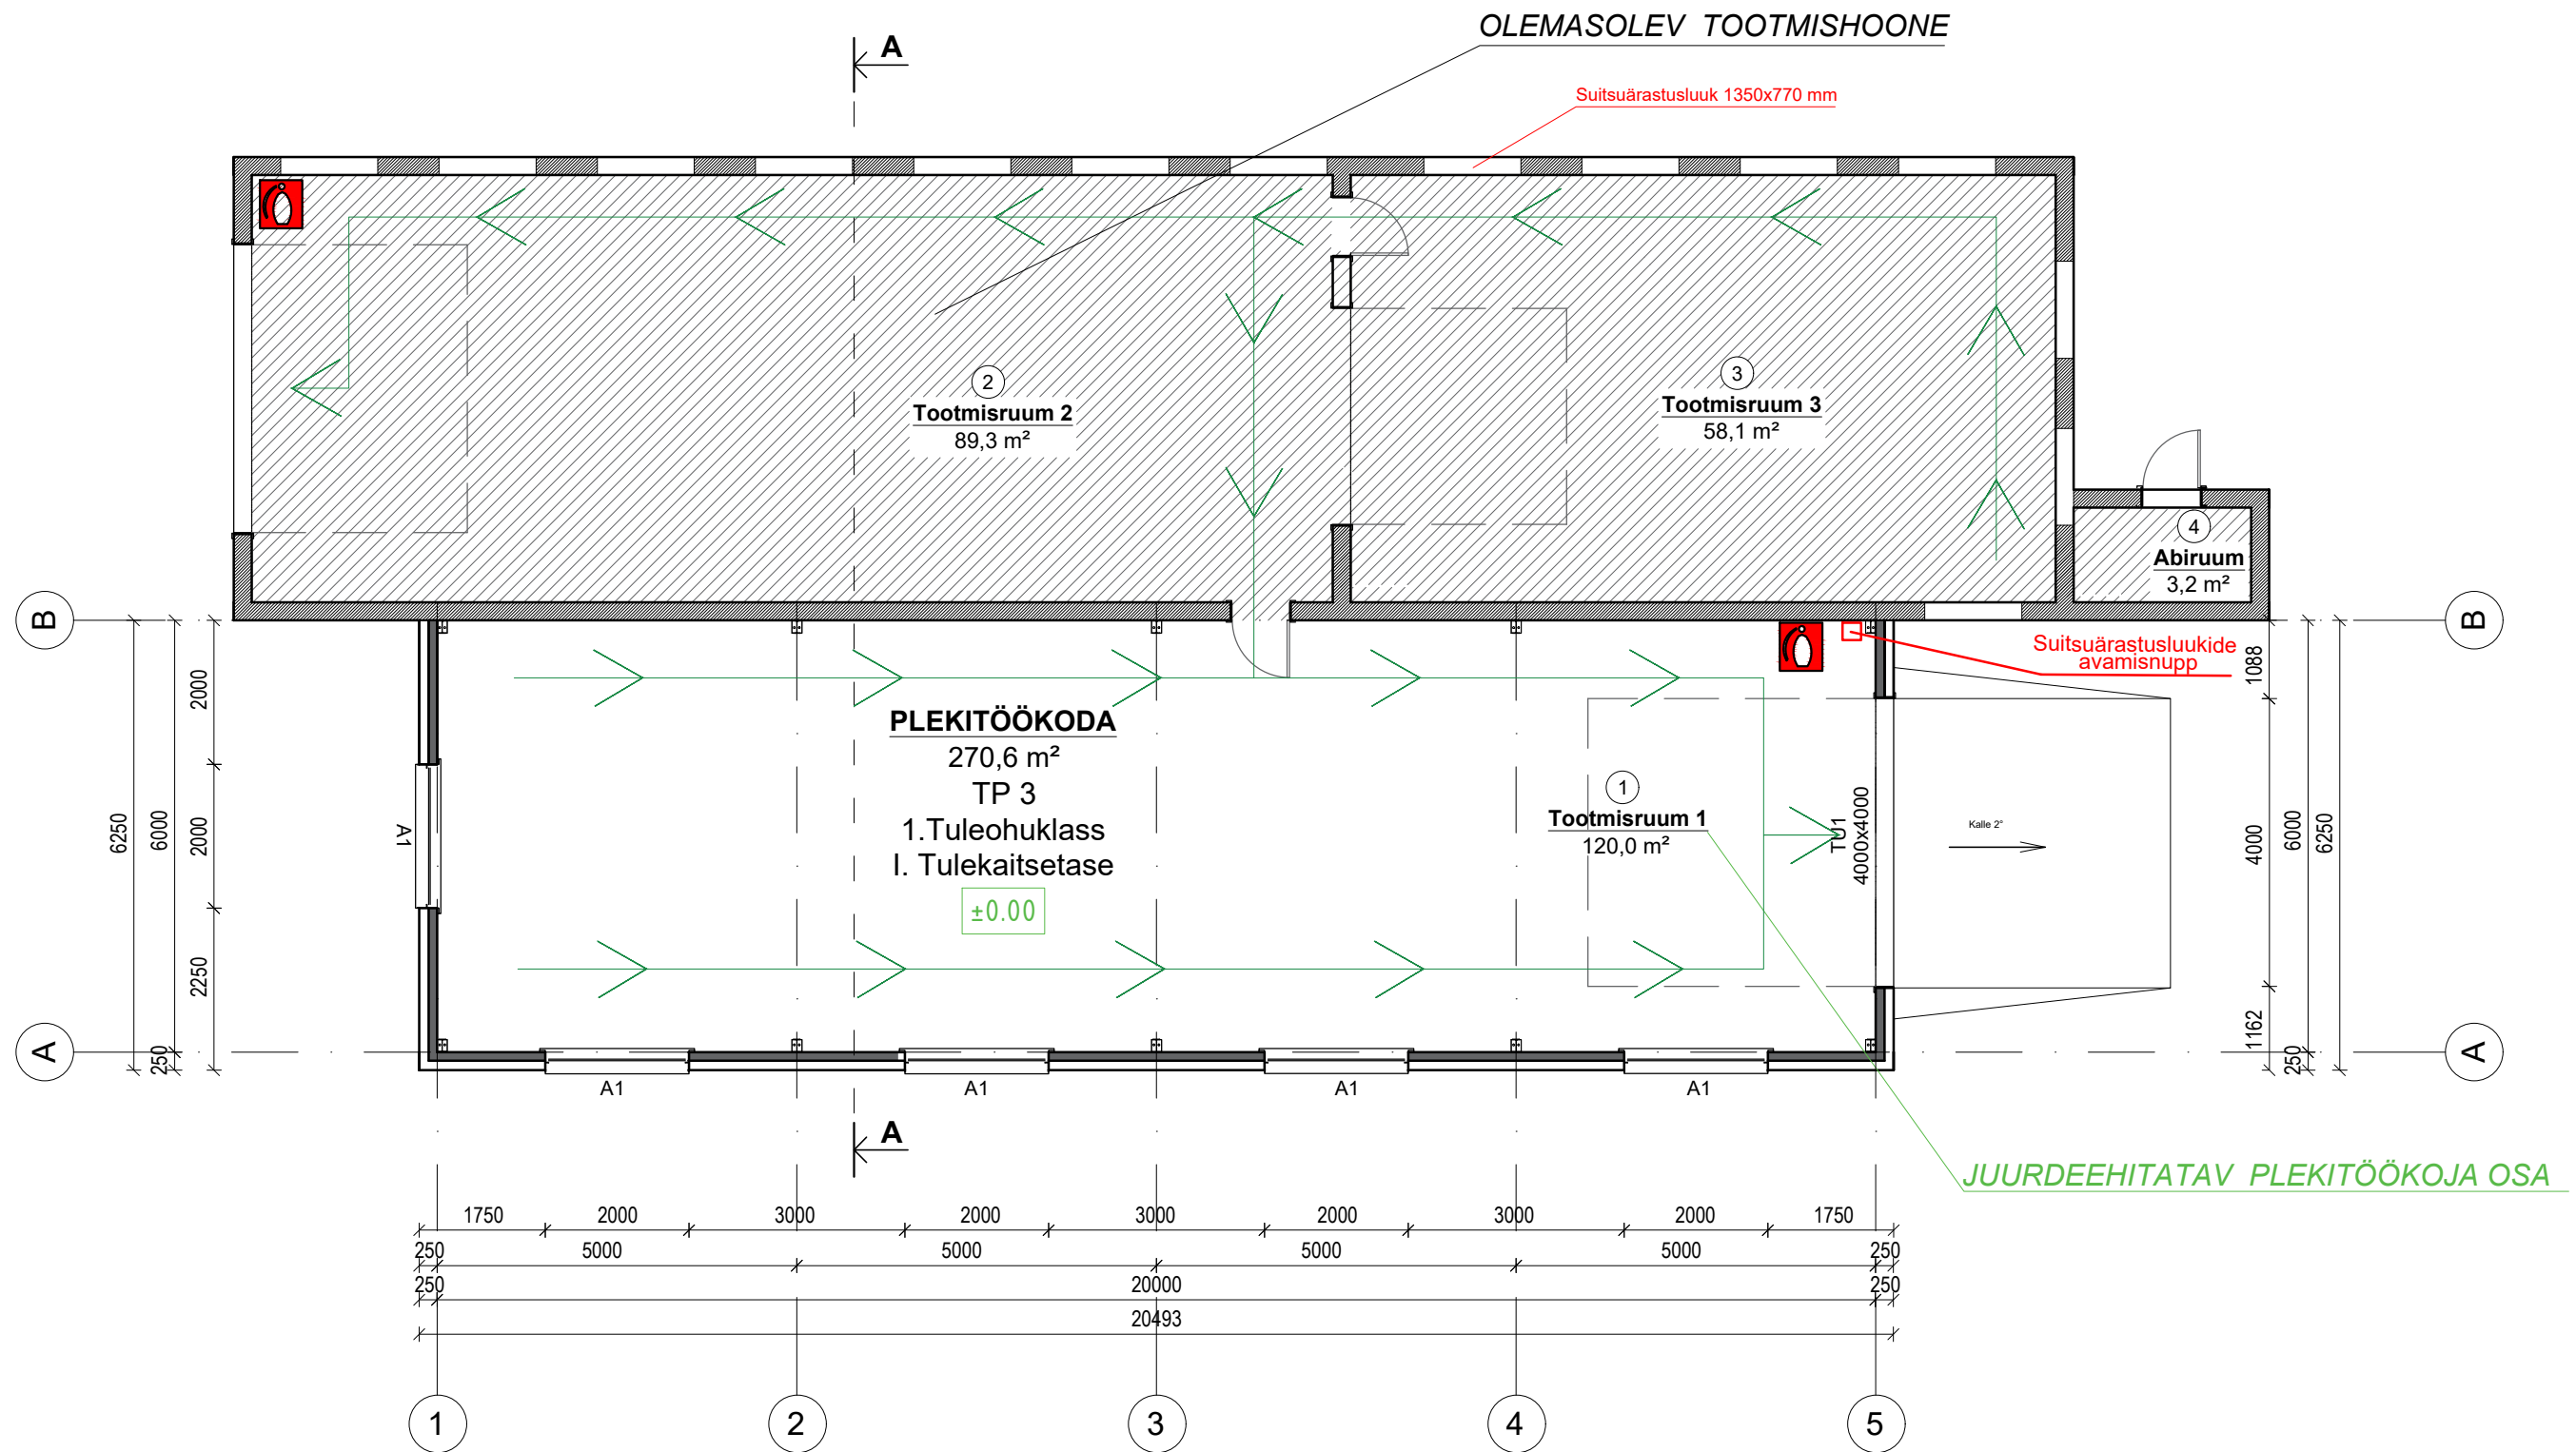 OLEMASOLEV TOOTMISHOONE
A
Suitsuärastusluuk 1350x770 mm
2
Tootmisruum 2
89,3 m²
3
Tootmisruum 3
58,1 m²
4
Abiruum
3,2 m²
B
B
Suitsuärastusluukide
avamisnupp
PLEKITÖÖKODA
270,6 m²
TP 3
1.Tuleohuklass
I. Tulekaitsetase
±0.00
1
Tootmisruum 1
120,0 m²
TU1
4000x4000
Kalle 2°
6250
6000
250
2000
2000
2250
A1
1088
4000
1162
6000
250
6250
A
A
A1
A1
A1
A1
A
JUURDEEHITATAV PLEKITÖÖKOJA OSA
1750 2000 3000 2000 3000 2000 3000 2000 1750
250 5000 5000 5000 5000 250
250 20000 250
20493
1 2 3 4 5